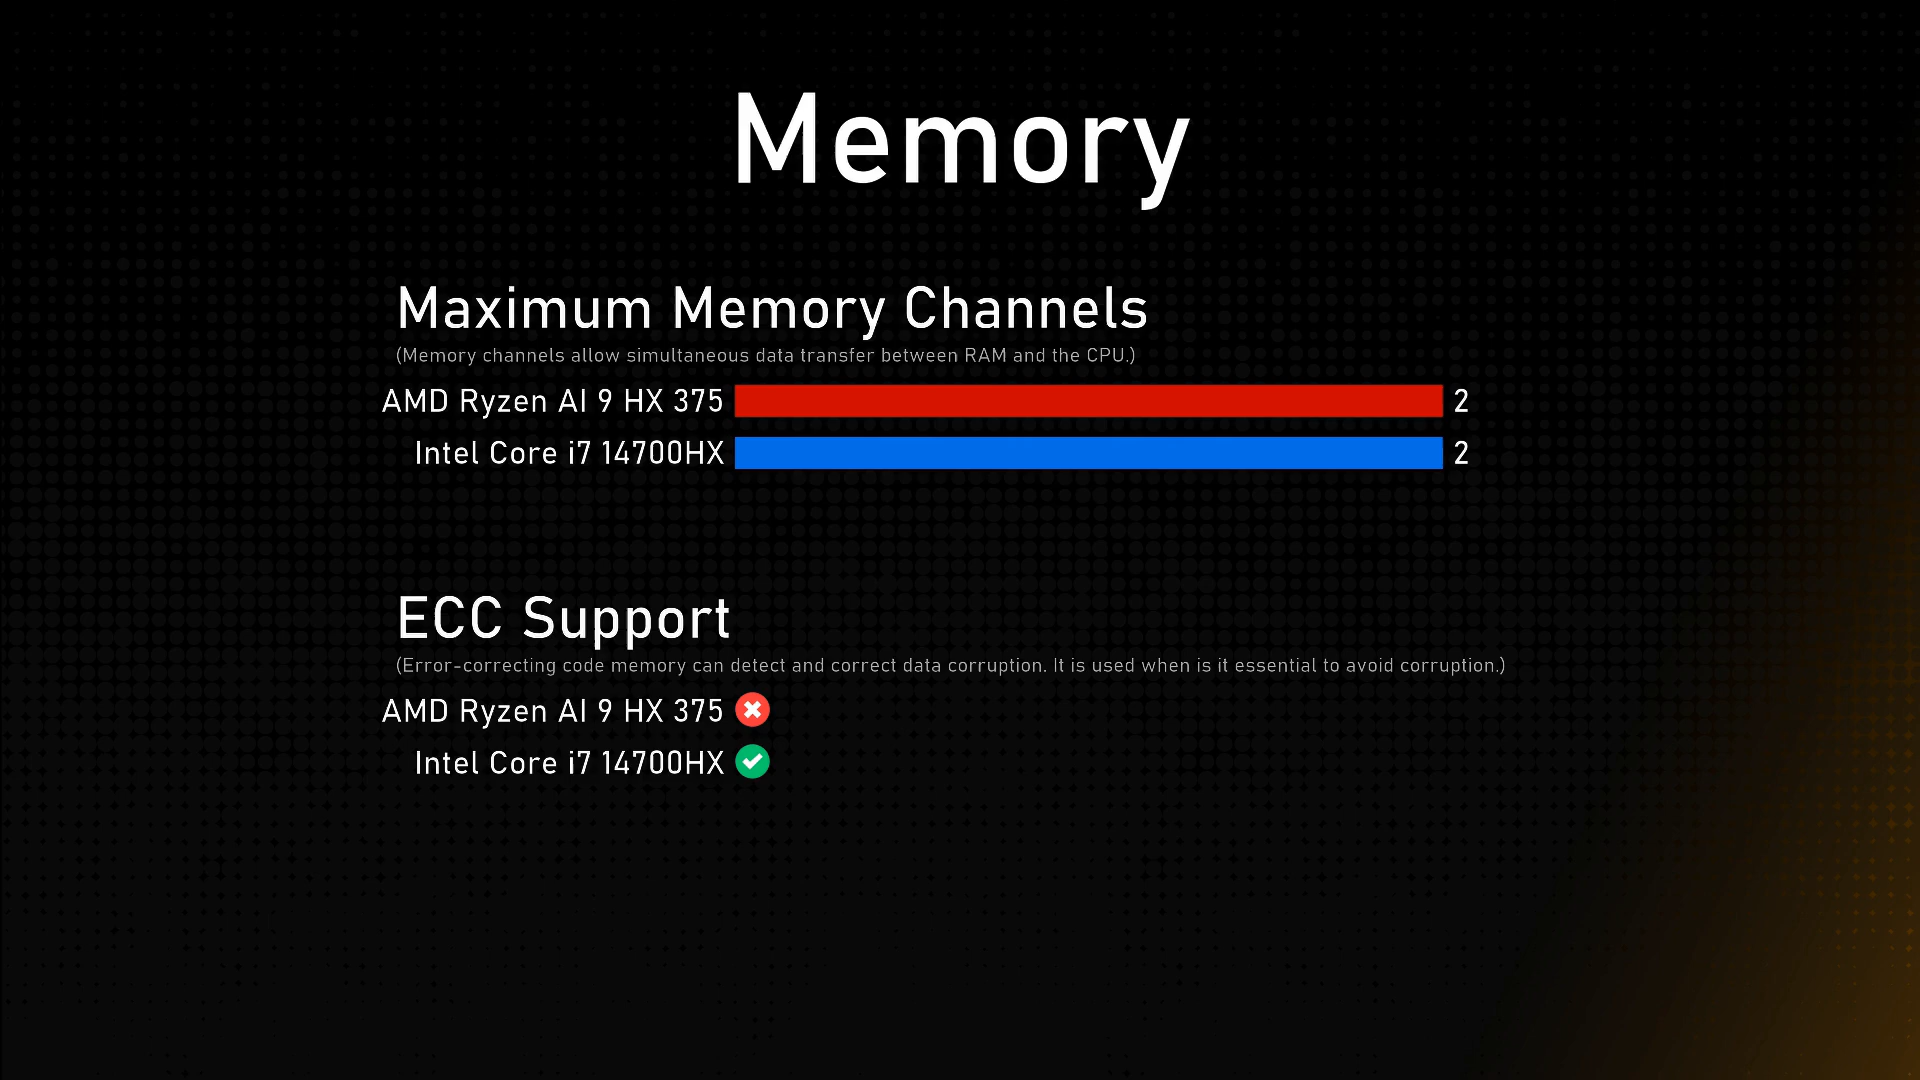 Memory
Maximum Memory Channels
(Memory channels allow simultaneous data transfer between RAM and the CPU.)
AMD Ryzen AI 9 HX 375 2
Intel Core i7 14700HX 2
ECC Support
(Error-correcting code memory can detect and correct data corruption. It is used when is it essential to avoid corruption.)
AMD Ryzen AI 9 HX 375
Intel Core i7 14700HX